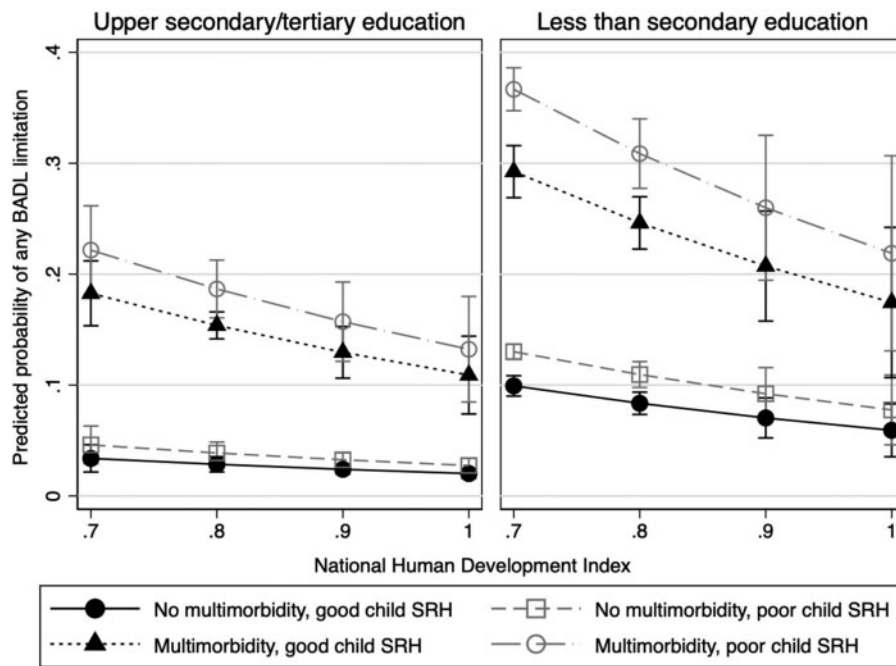 Upper secondary/tertiary education
Less than secondary education
Predicted probability of any BADL limitation
.4
.3
.2
.1
0
.7
.8
.9
1
.7
.8
.9
1
National Human Development Index
No multimorbidity, good child SRH
No multimorbidity, poor child SRH
Multimorbidity, good child SRH
Multimorbidity, poor child SRH